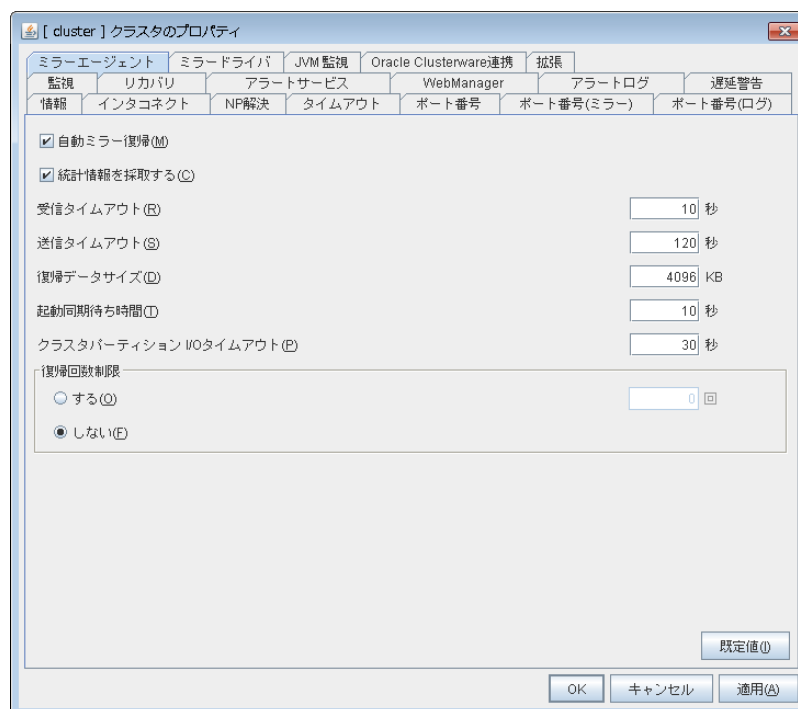 [ cluster ] クラスタのプロパティ
ミラーエージェント ミラードライバ JVM 監視 Oracle Clusterware連携 拡張
監視 リカバリ アラートサービス WebManager アラートログ 遅延警告
情報 インタコネクト NP解決 タイムアウト ポート番号 ポート番号(ミラー) ポート番号(ログ)
自動ミラー復帰(M)
統計情報を採取する(C)
受信タイムアウト(R) 10 秒
送信タイムアウト(S) 120 秒
復帰データサイズ(D) 4096 KB
起動同期待ち時間(T) 10 秒
クラスタパーティション I/Oタイムアウト(P) 30 秒
復帰回数制限
する(O) 0 回
しない(F)
既定値(I)
OK キャンセル 適用(A)